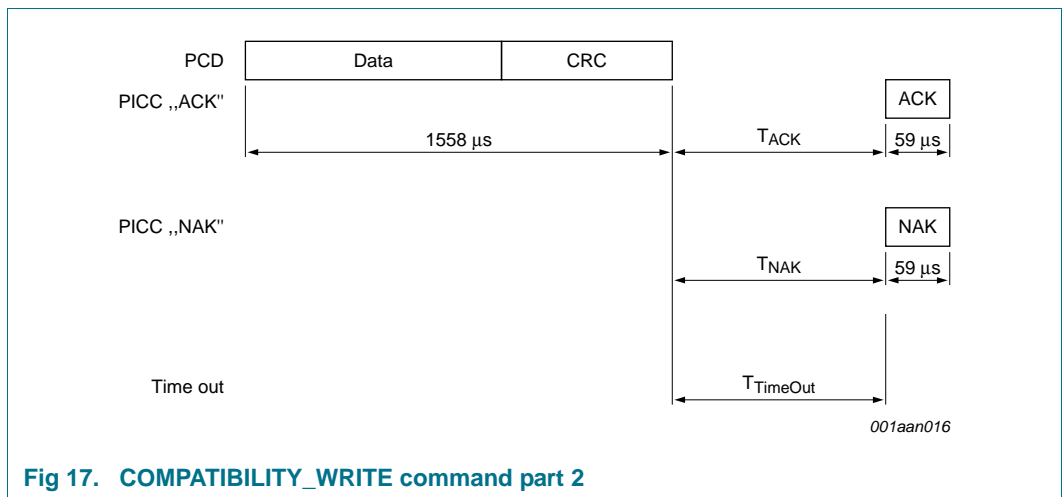 PCD Data CRC
PICC ,,ACK" ACK
1558 μs TACK 59 μs
PICC ,,NAK" NAK
TNAK 59 μs
Time out TTimeOut
001aan016
Fig 17. COMPATIBILITY_WRITE command part 2